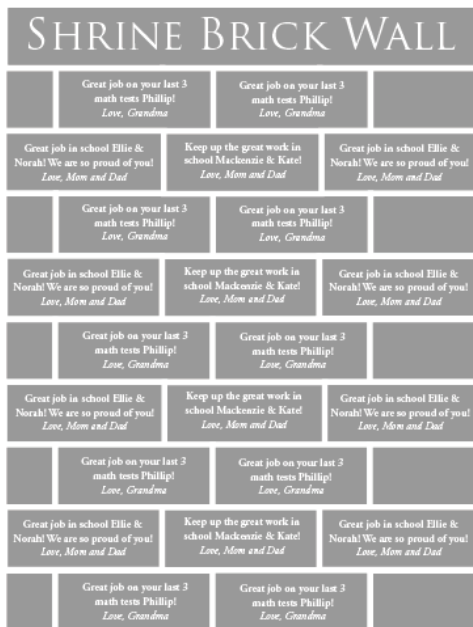 SHRINE BRICK WALL
Great job on your last 3
math tests Phillip!
Love, Grandma
Great job on your last 3
math tests Phillip!
Love, Grandma
Great job in school Ellie &
Norah! We are so proud of you!
Love, Mom and Dad
Keep up the great work in
school Mackenzie & Kate!
Love, Mom and Dad
Great job in school Ellie &
Norah! We are so proud of you!
Love, Mom and Dad
Great job on your last 3
math tests Phillip!
Love, Grandma
Great job on your last 3
math tests Phillip!
Love, Grandma
Great job in school Ellie &
Norah! We are so proud of you!
Love, Mom and Dad
Keep up the great work in
school Mackenzie & Kate!
Love, Mom and Dad
Great job in school Ellie &
Norah! We are so proud of you!
Love, Mom and Dad
Great job on your last 3
math tests Phillip!
Love, Grandma
Great job on your last 3
math tests Phillip!
Love, Grandma
Great job in school Ellie &
Norah! We are so proud of you!
Love, Mom and Dad
Keep up the great work in
school Mackenzie & Kate!
Love, Mom and Dad
Great job in school Ellie &
Norah! We are so proud of you!
Love, Mom and Dad
Great job on your last 3
math tests Phillip!
Love, Grandma
Great job on your last 3
math tests Phillip!
Love, Grandma
Great job in school Ellie &
Norah! We are so proud of you!
Love, Mom and Dad
Keep up the great work in
school Mackenzie & Kate!
Love, Mom and Dad
Great job in school Ellie &
Norah! We are so proud of you!
Love, Mom and Dad
Great job on your last 3
math tests Phillip!
Love, Grandma
Great job on your last 3
math tests Phillip!
Love, Grandma